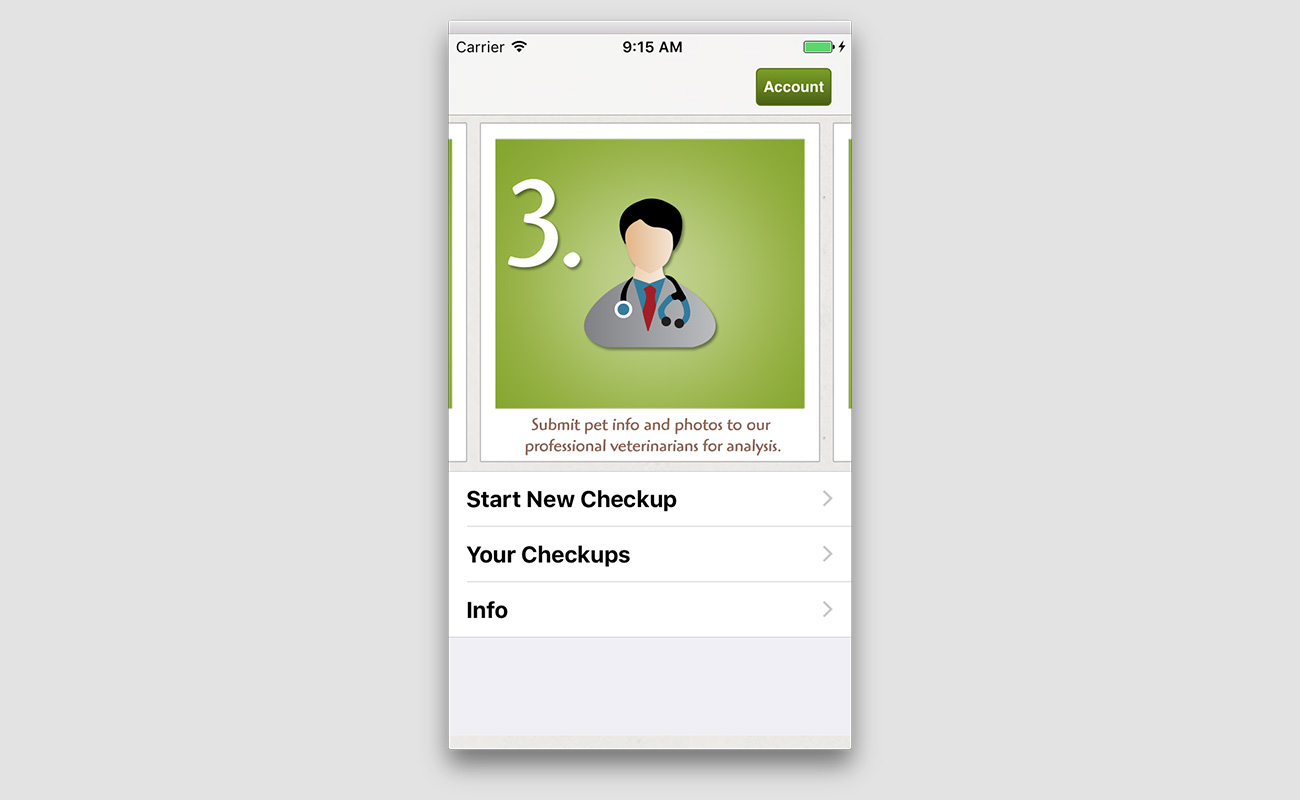 Carrier
9:15 AM
Account
3.
Submit pet info and photos to our
professional veterinarians for analysis.
Start New Checkup
Your Checkups
Info